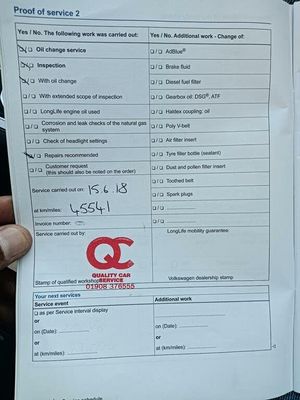 Proof of service 2
Yes / No. The following work was carried out:
Yes / No. Additional work - Change of:
Oil change service
Inspection
With oil change
With extended scope of inspection
LongLife engine oil used
Corrosion and leak checks of the natural gas
system
Check of headlight settings
Repairs recommended
Customer request
(this should also be noted on the order)
Service carried out on: 15.6.18
at km/miles: 45541
Invoice number:
Service carried out by:
QC
QUALITY CAR
SERVICE
01908 376555
Stamp of qualified workshop
AdBlue®
Brake fluid
Diesel fuel filter
Gearbox oil: DSG®, ATF
Haldex coupling: oil
Poly V-belt
Air filter insert
Tyre filler bottle (sealant)
Dust and pollen filter insert
Toothed belt
Spark plugs
LongLife mobility guarantee:
Volkswagen dealership stamp
Your next services
Service event
as per Service interval display
or
on (Date):
or
at (km/miles):
Additional work
on (Date):
or
at (km/miles):